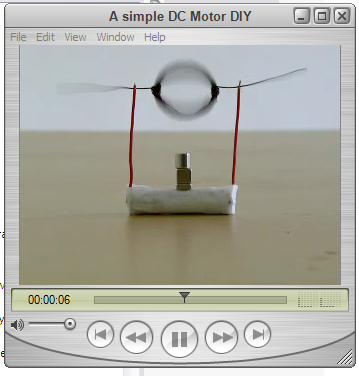 A simple DC Motor DIY
File Edit View Window Help
00:00:06